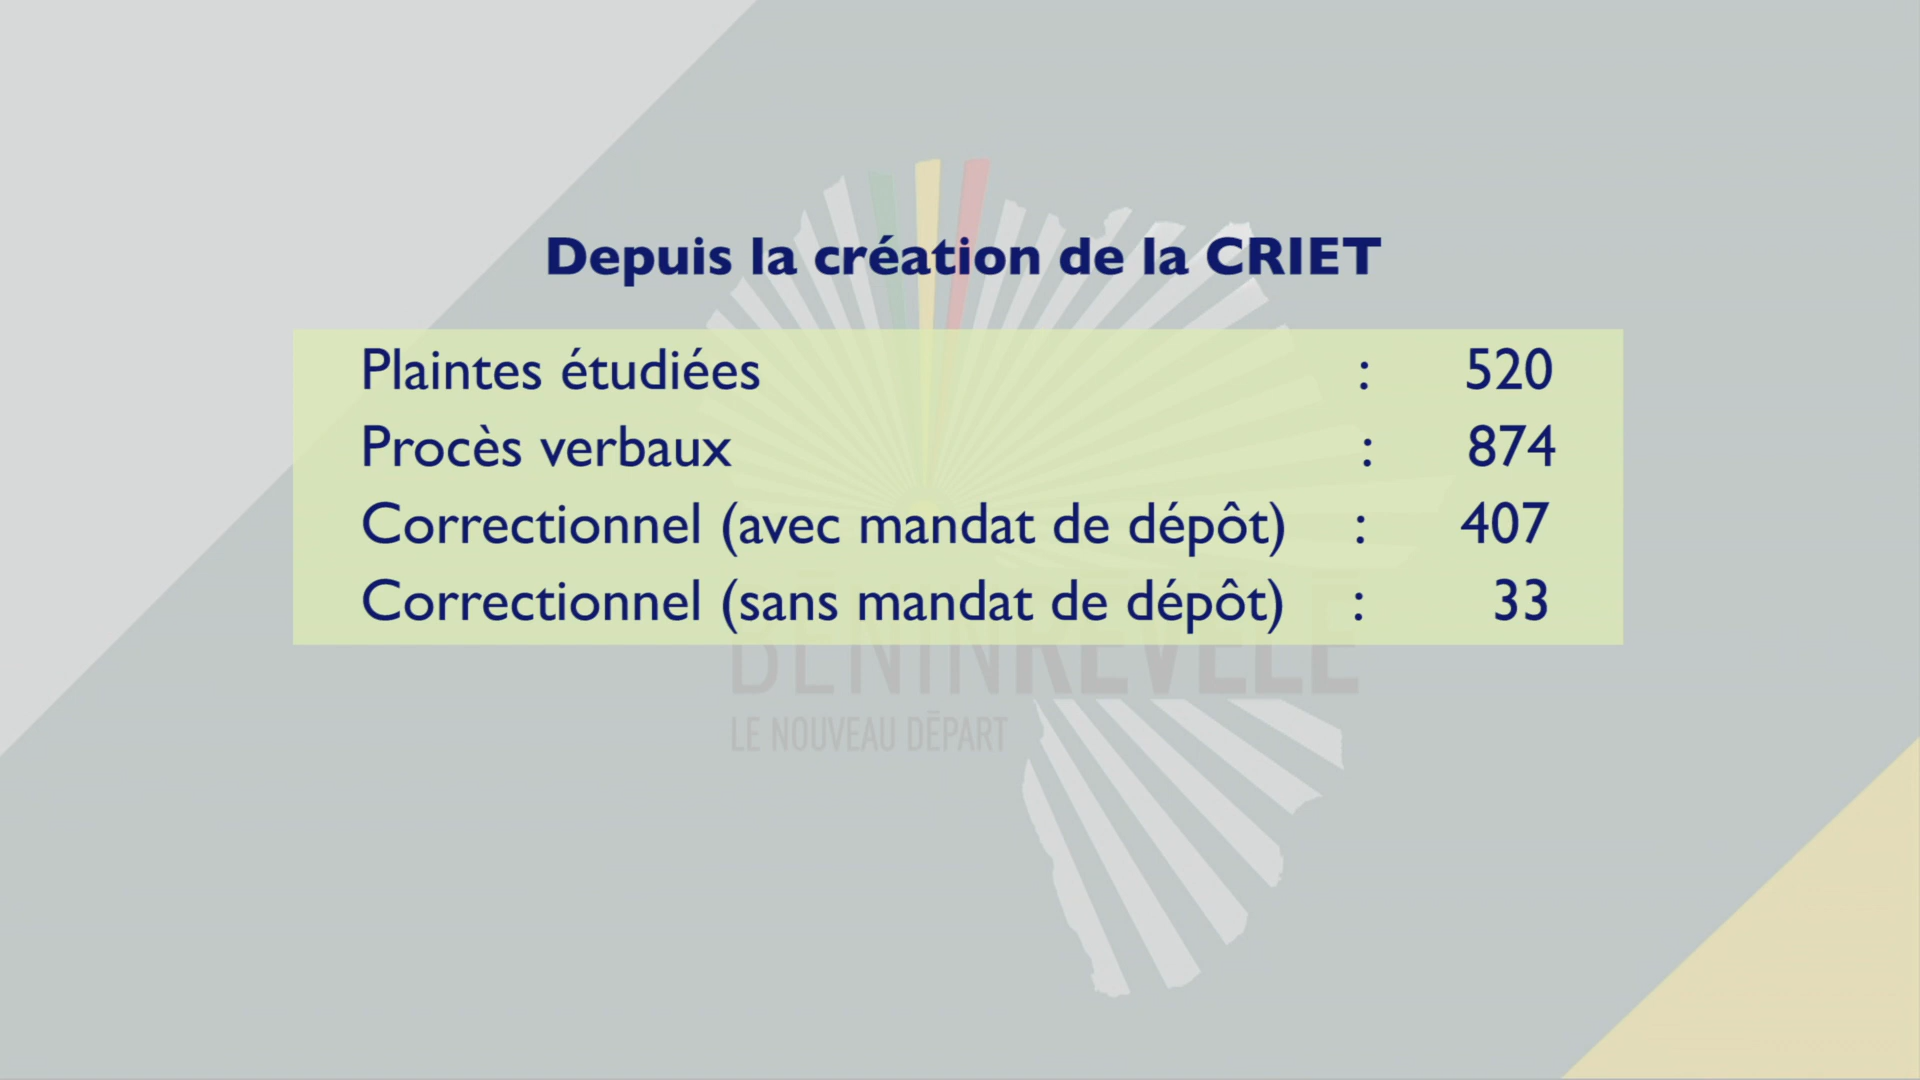 Depuis la création de la CRIET
Plaintes étudiées : 520
Procès verbaux : 874
Correctionnel (avec mandat de dépôt) : 407
Correctionnel (sans mandat de dépôt) : 33
BÉNINRÉVÉLÉ
LE NOUVEAU DÉPART